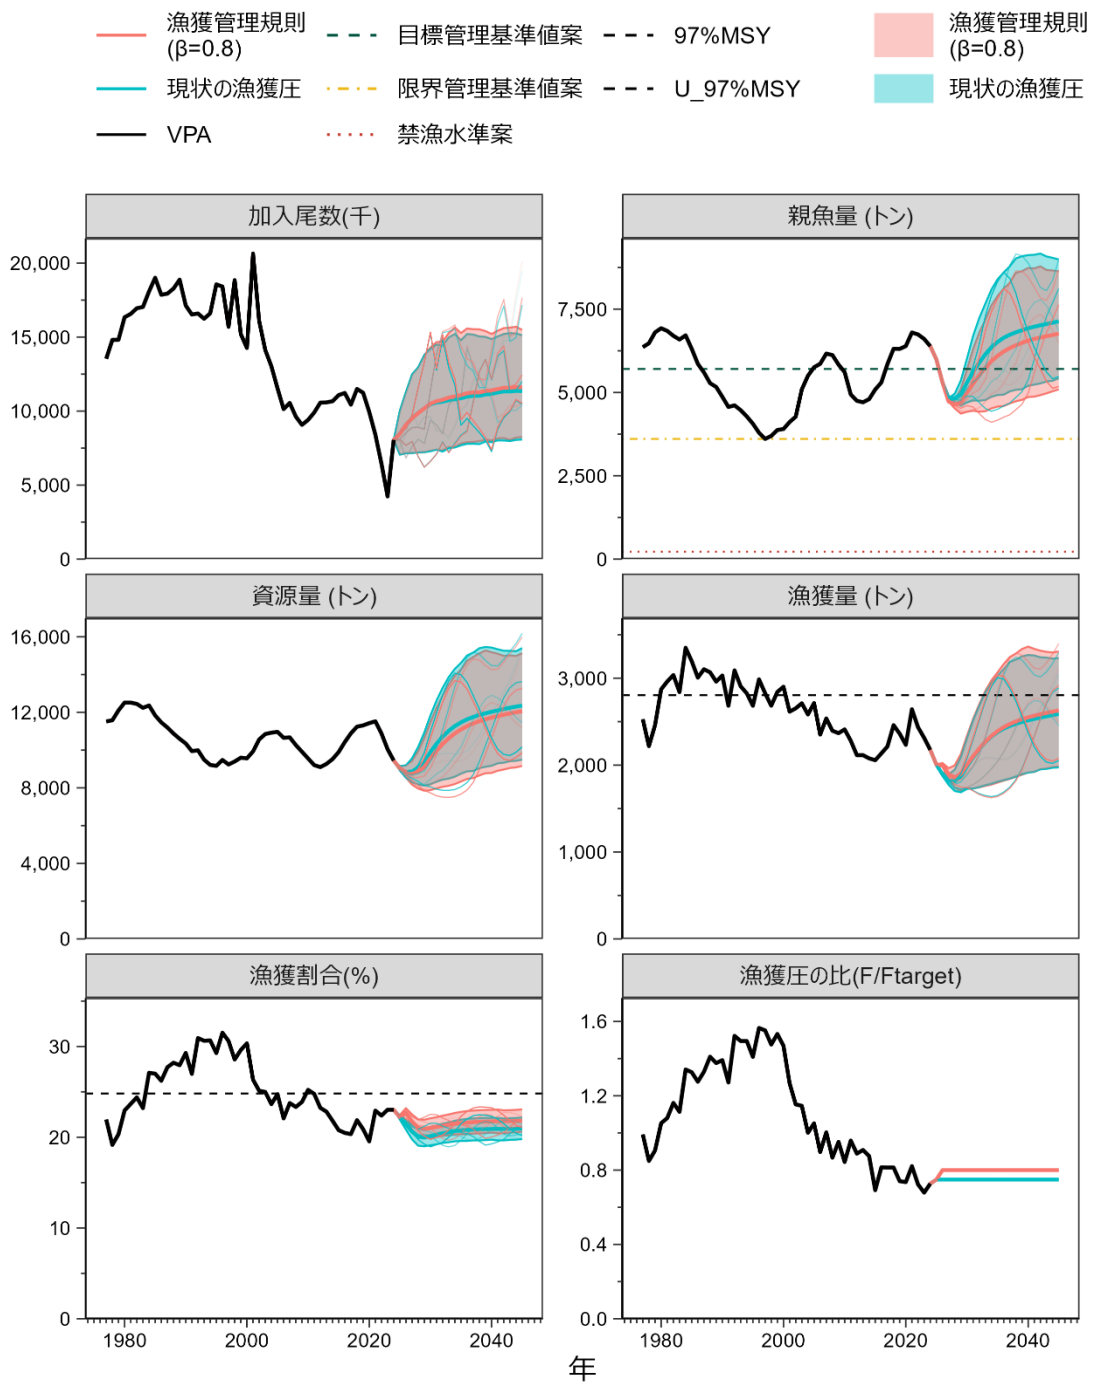 漁獲管理規則
(β=0.8)
目標管理基準値案
97%MSY
漁獲管理規則
(β=0.8)
現状の漁獲圧
限界管理基準値案
U_97%MSY
現状の漁獲圧
VPA
禁漁水準案
加入尾数(千)
20,000
15,000
10,000
5,000
0
親魚量 (トン)
7,500
5,000
2,500
0
資源量 (トン)
16,000
12,000
8,000
4,000
0
漁獲量 (トン)
3,000
2,000
1,000
0
漁獲割合(%)
30
20
10
0
1980 2000 2020 2040
漁獲圧の比(F/Ftarget)
1.6
1.2
0.8
0.4
0.0
1980 2000 2020 2040
年